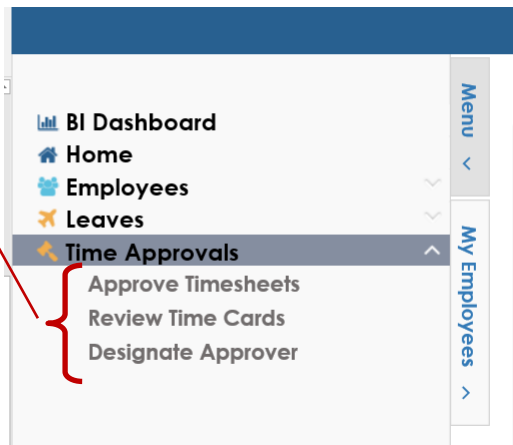 BI Dashboard
Home
Employees
Leaves
Time Approvals
Approve Timesheets
Review Time Cards
Designate Approver
Menu
My Employees